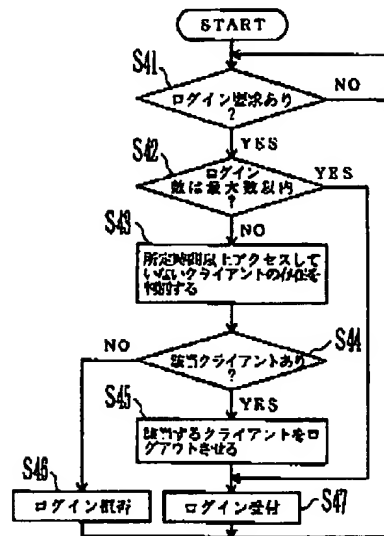 START
S41
ログイン要求あり
?
NO
YES
S42
ログイン
数は最大数以内
?
YES
NO
S43
所定時間以上アクセスして
いないクライアントの存在を
判別する
S44
NO
該当クライアントあり
?
YES
S45
該当するクライアントをロ
グアウトさせる
S46
ログイン拒否
ログイン受付
S47